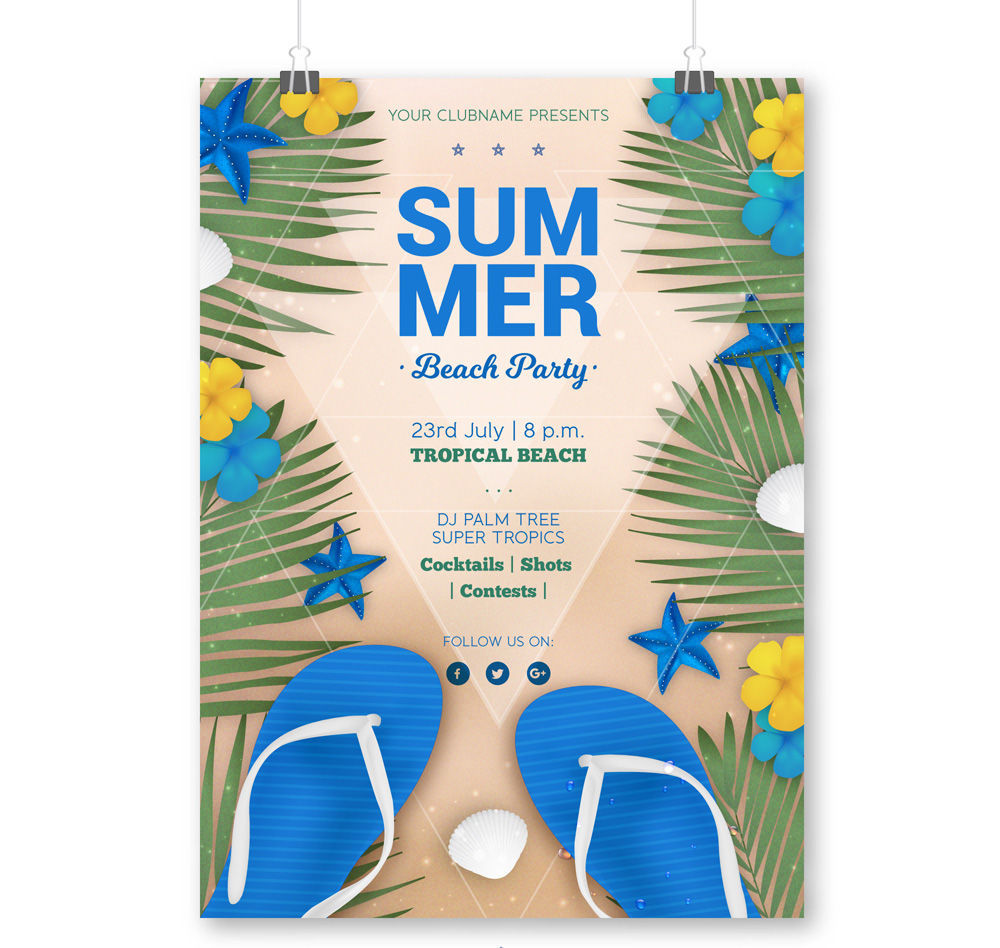 YOUR CLUBNAME PRESENTS
SUM
MER
· Beach Party ·
23rd July | 8 p.m.
TROPICAL BEACH
...
DJ PALM TREE
SUPER TROPICS
Cocktails | Shots
| Contests |
FOLLOW US ON:
f G+